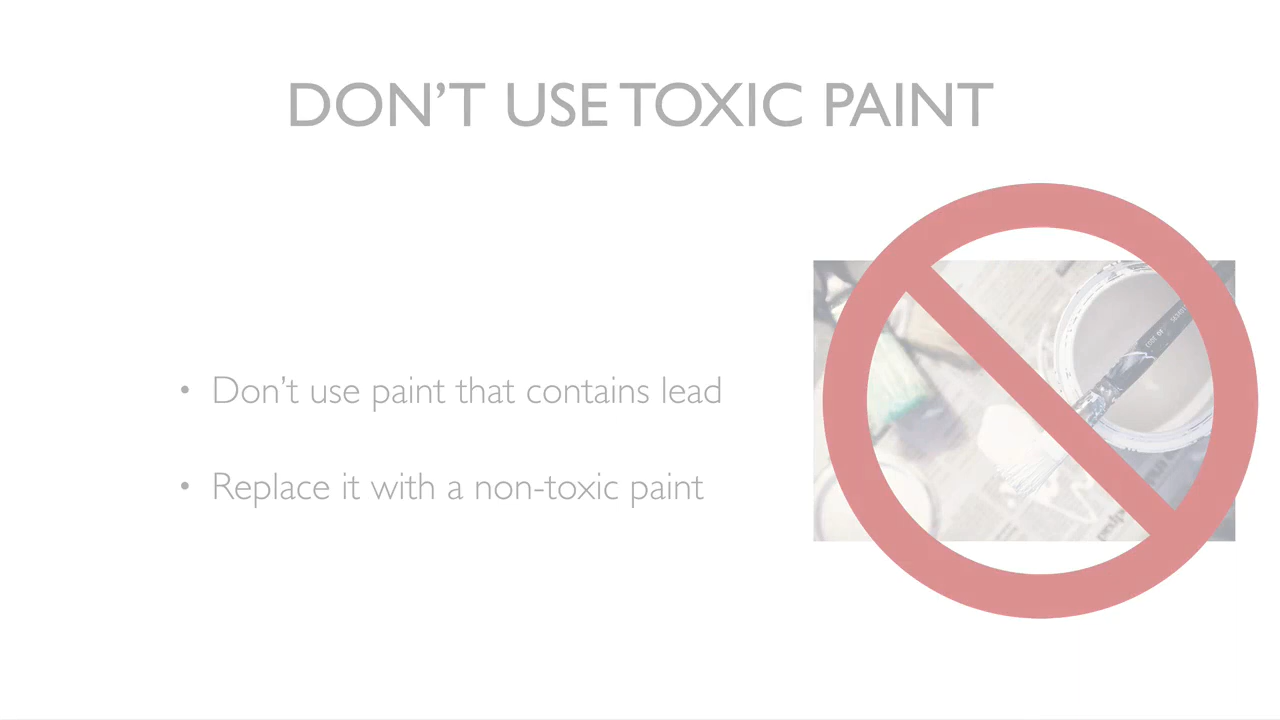 DON'T USE TOXIC PAINT
• Don't use paint that contains lead
• Replace it with a non-toxic paint